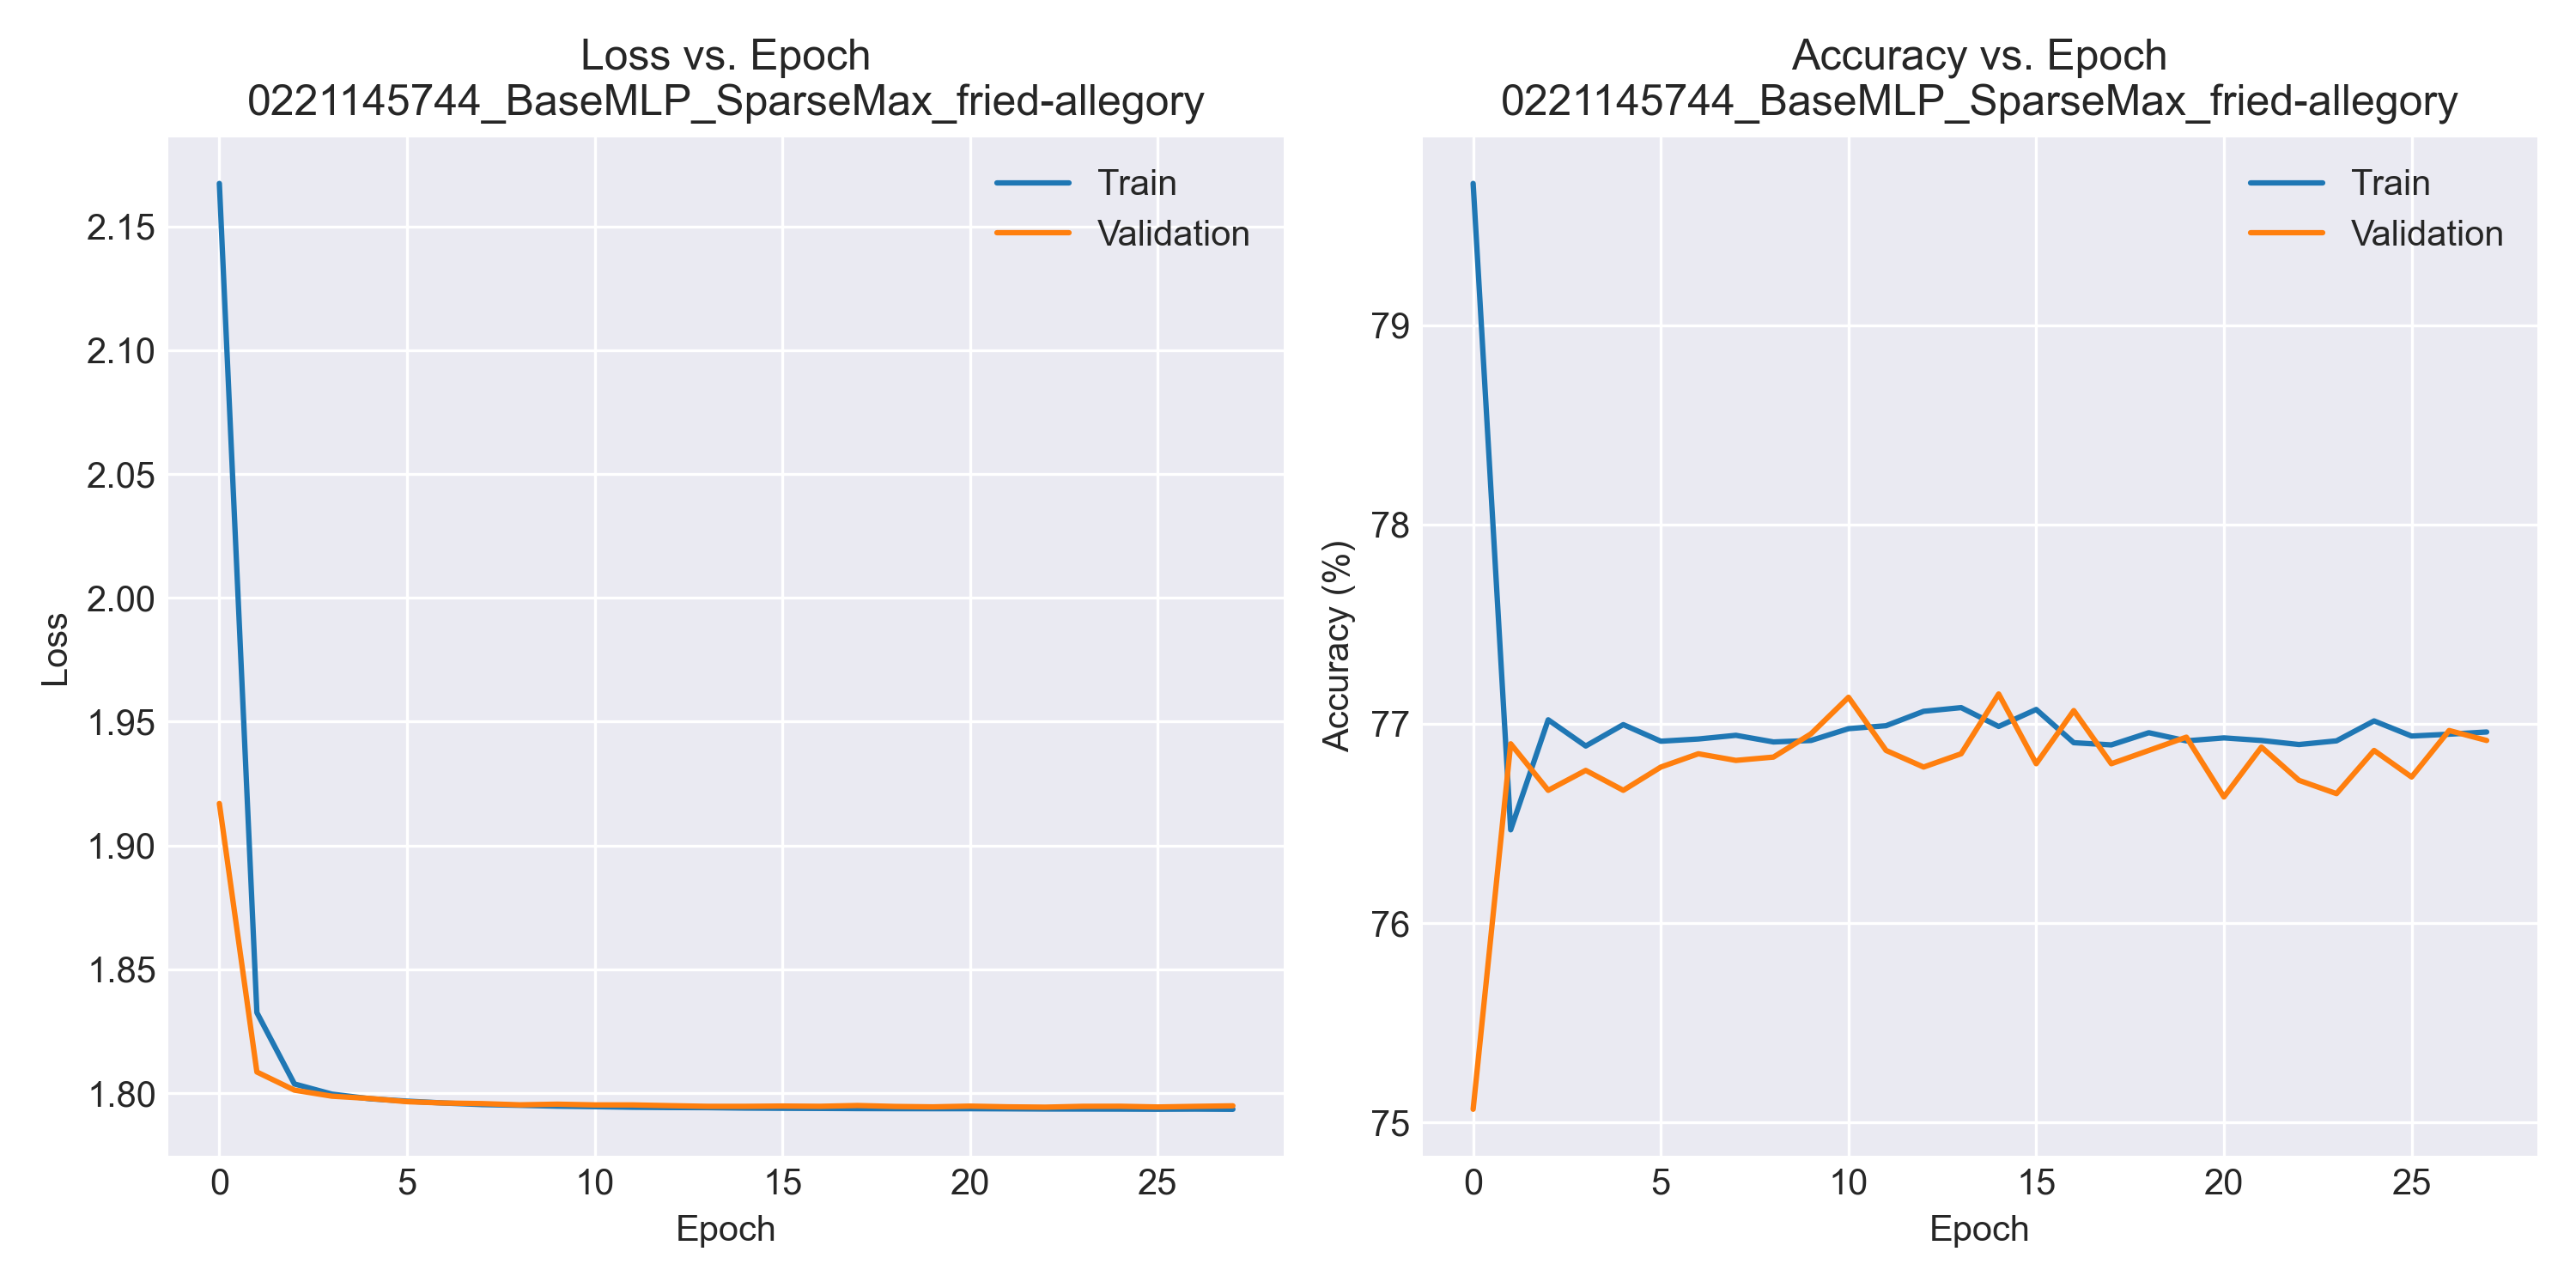 Loss vs. Epoch
0221145744_BaseMLP_SparseMax_fried-allegory
Train
Validation
2.15
2.10
2.05
2.00
1.95
1.90
1.85
1.80
Loss
0 5 10 15 20 25
Epoch
Accuracy vs. Epoch
0221145744_BaseMLP_SparseMax_fried-allegory
Train
Validation
79
78
77
76
75
Accuracy (%)
0 5 10 15 20 25
Epoch